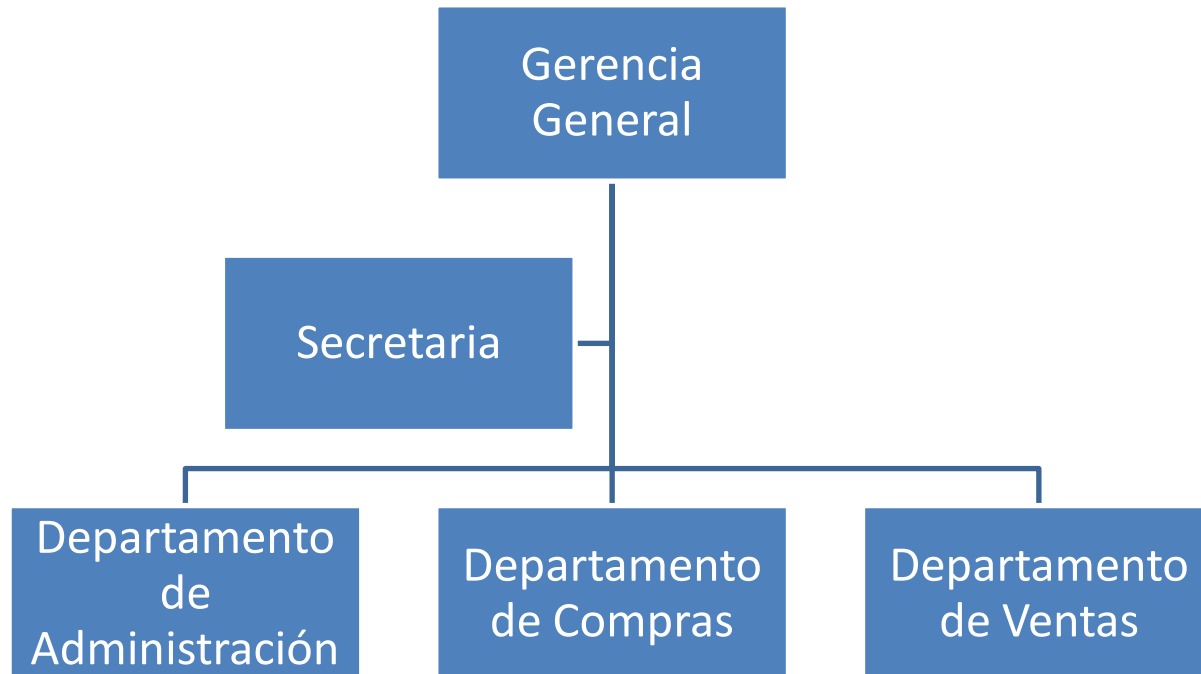 Gerencia
General
Secretaria
Departamento
de
Administración
Departamento
de Compras
Departamento
de Ventas